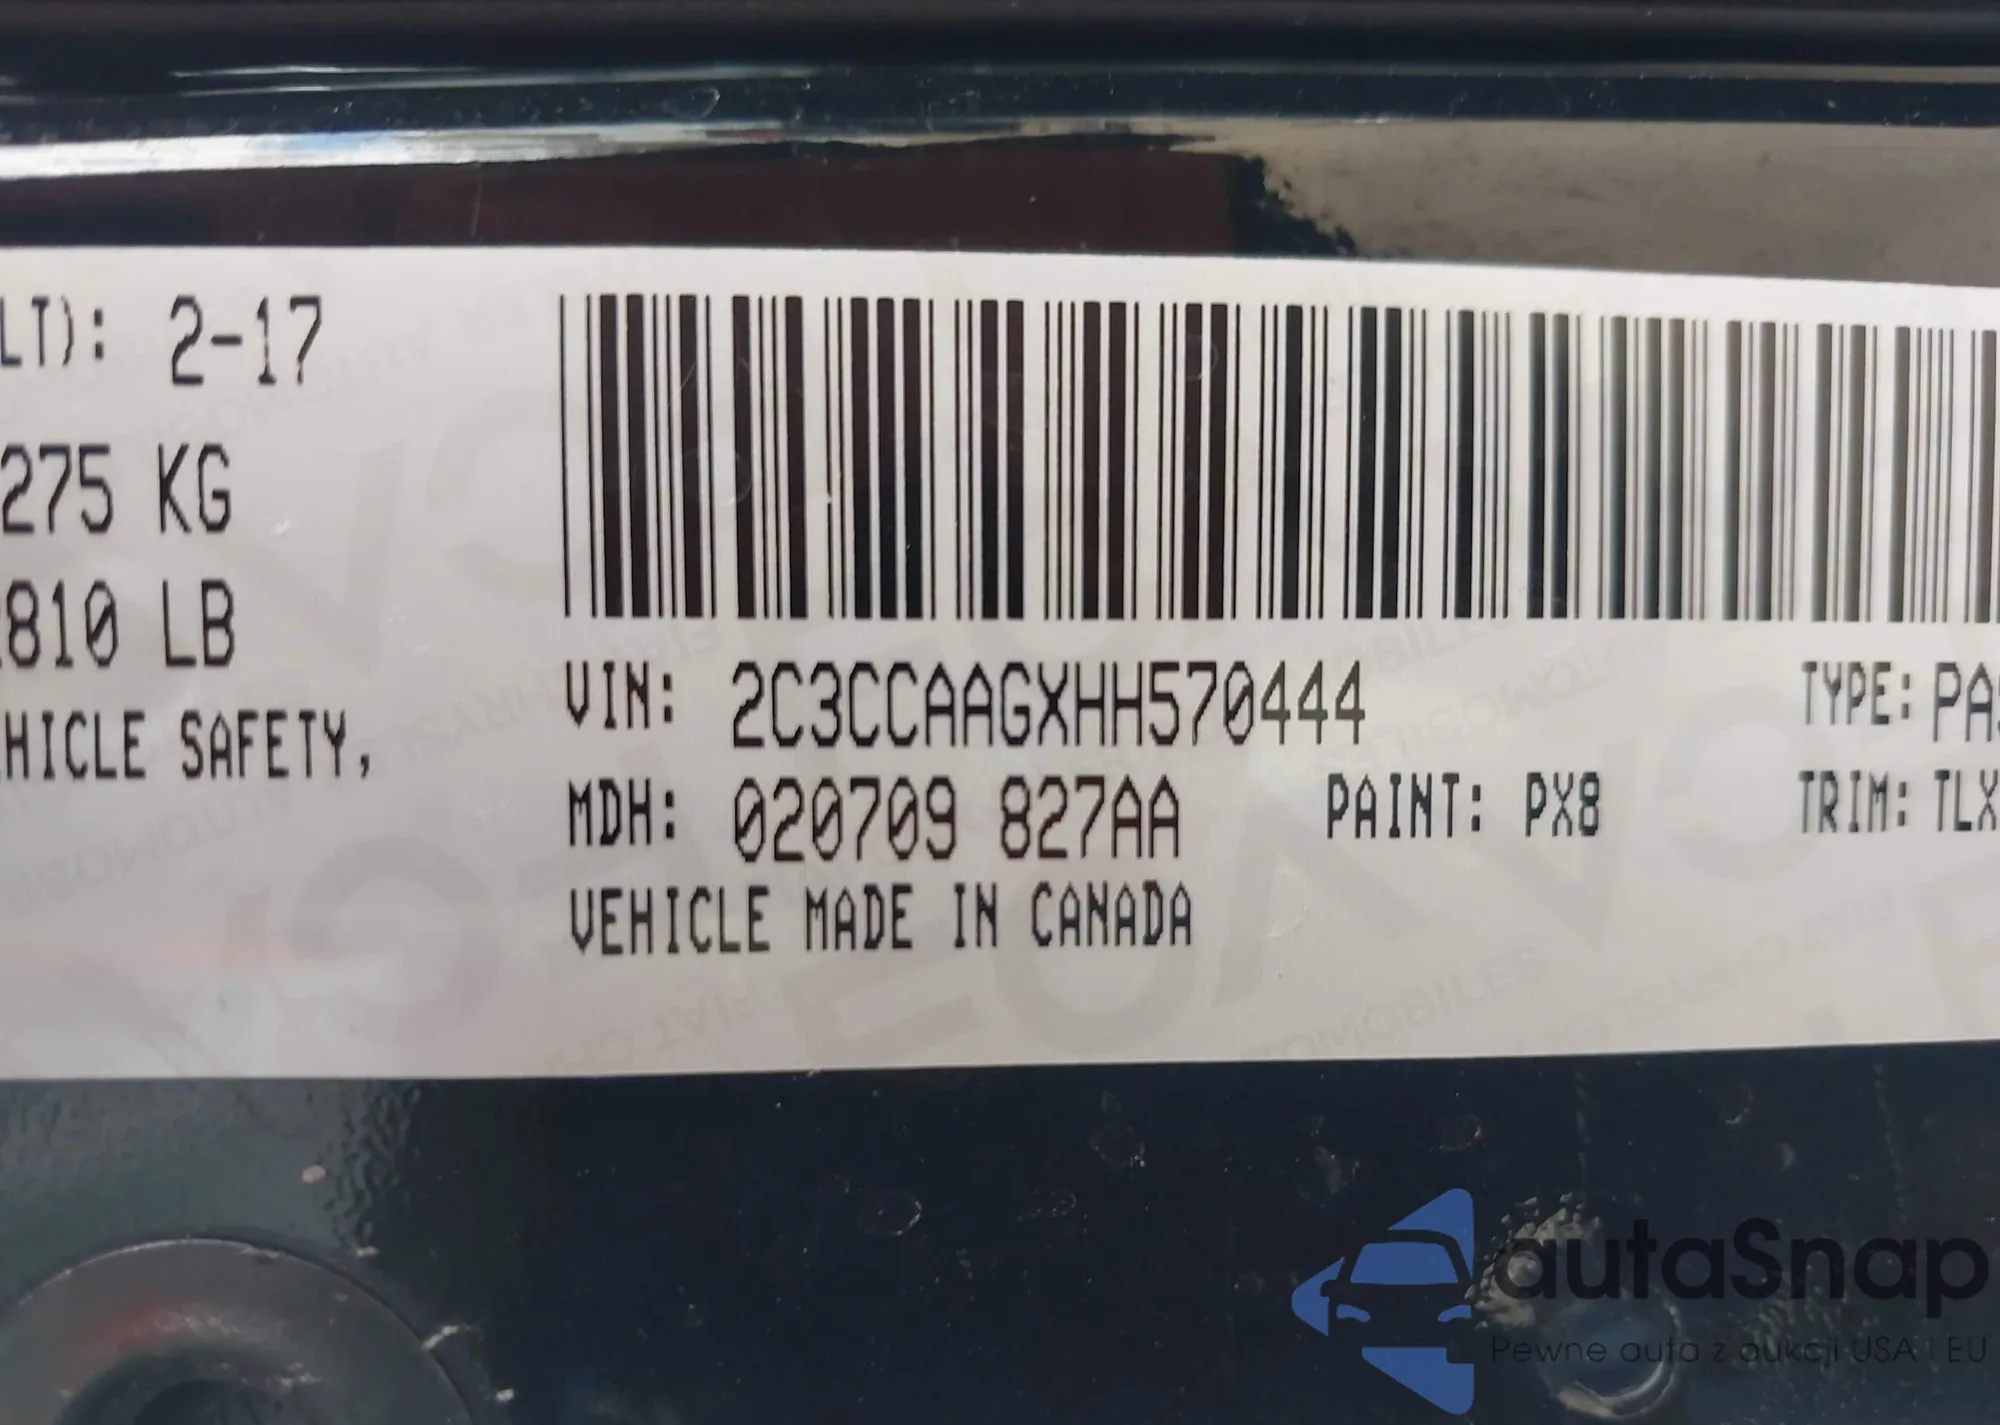 LT): 2-17
275 KG
810 LB
HICLE SAFETY,
VIN: 2C3CCAAGXHH570444
TYPE: PAS
MDH: 020709 827AA
PAINT: PX8
TRIM: TLX
VEHICLE MADE IN CANADA
autaSnap
Pewne auta z aukcji USA i EU